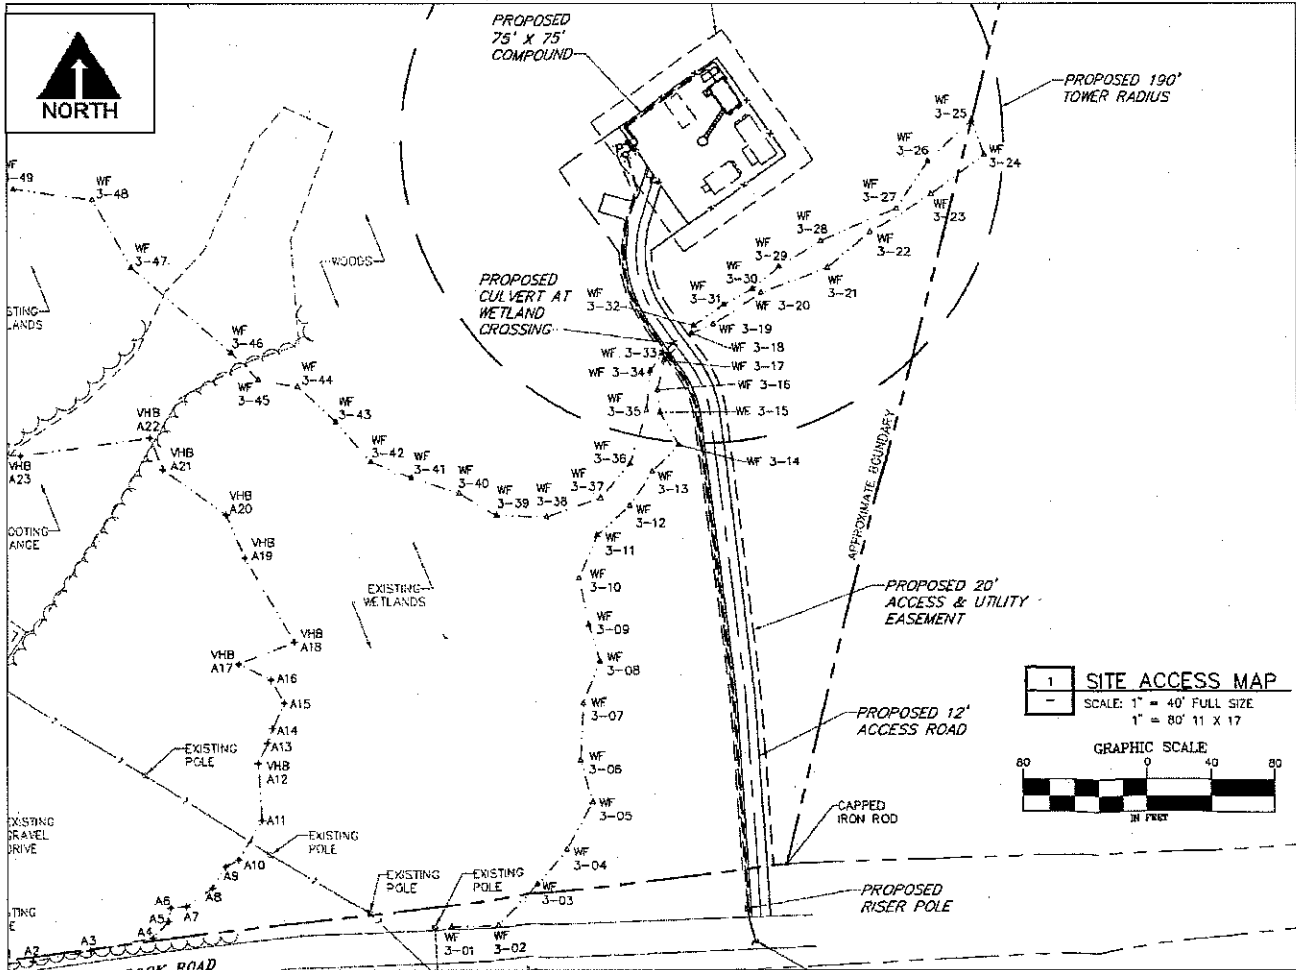 NORTH
PROPOSED
75' X 75'
COMPOUND
PROPOSED 190'
TOWER RADIUS
WF
3-25
WF
3-26
WF
3-24
WF
3-27
WF
3-23
WF
3-28
WF
3-22
WF
3-29
WF
3-21
WF
3-30
WF
3-20
WF
3-31
WF
3-32
WF 3-19
WF 3-18
WF 3-17
WF 3-16
WF 3-15
WF 3-14
PROPOSED
CULVERT AT
WETLAND
CROSSING
WF 3-33
WF 3-34
WF
3-35
WF
3-36
WF
3-37
WF
3-38
WF
3-39
WF
3-40
WF
3-41
WF
3-42
WF
3-43
WF
3-44
WF
3-45
WF
3-46
WF
3-47
WF
3-48
3-49
WOODS
WF
3-13
WF
3-12
WF
3-11
WF
3-10
WF
3-09
WF
3-08
WF
3-07
WF
3-06
WF
3-05
WF
3-04
WF
3-03
WF
3-02
WF
3-01
VHB
A23
VHB
A22
VHB
A21
VHB
A20
VHB
A19
VHB
A18
VHB
A17
A16
A15
A14
A13
VHB
A12
A11
A10
A9
A8
A7
A6
A5
A4
A3
A2
EXISTING
WETLANDS
EXISTING
POLE
EXISTING
POLE
EXISTING
POLE
EXISTING
POLE
EXISTING
GRAVEL
DRIVE
APPROXIMATE BOUNDARY
PROPOSED 20'
ACCESS & UTILITY
EASEMENT
PROPOSED 12'
ACCESS ROAD
CAPPED
IRON ROD
PROPOSED
RISER POLE
ROAD
1 SITE ACCESS MAP
- SCALE: 1" = 40' FULL SIZE
1" = 80' 11 X 17
GRAPHIC SCALE
80 0 40 80
IN FEET